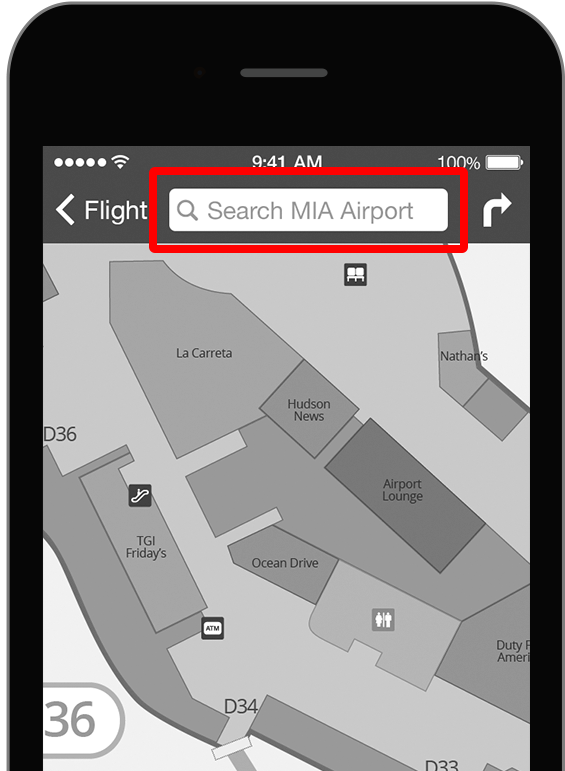 9:41 AM 100%
Flight Search MIA Airport
La Carreta
Nathan's
Hudson
News
D36
Airport
Lounge
TGI
Friday's
Ocean Drive
ATM
Duty
Ameri
D34
36
D33